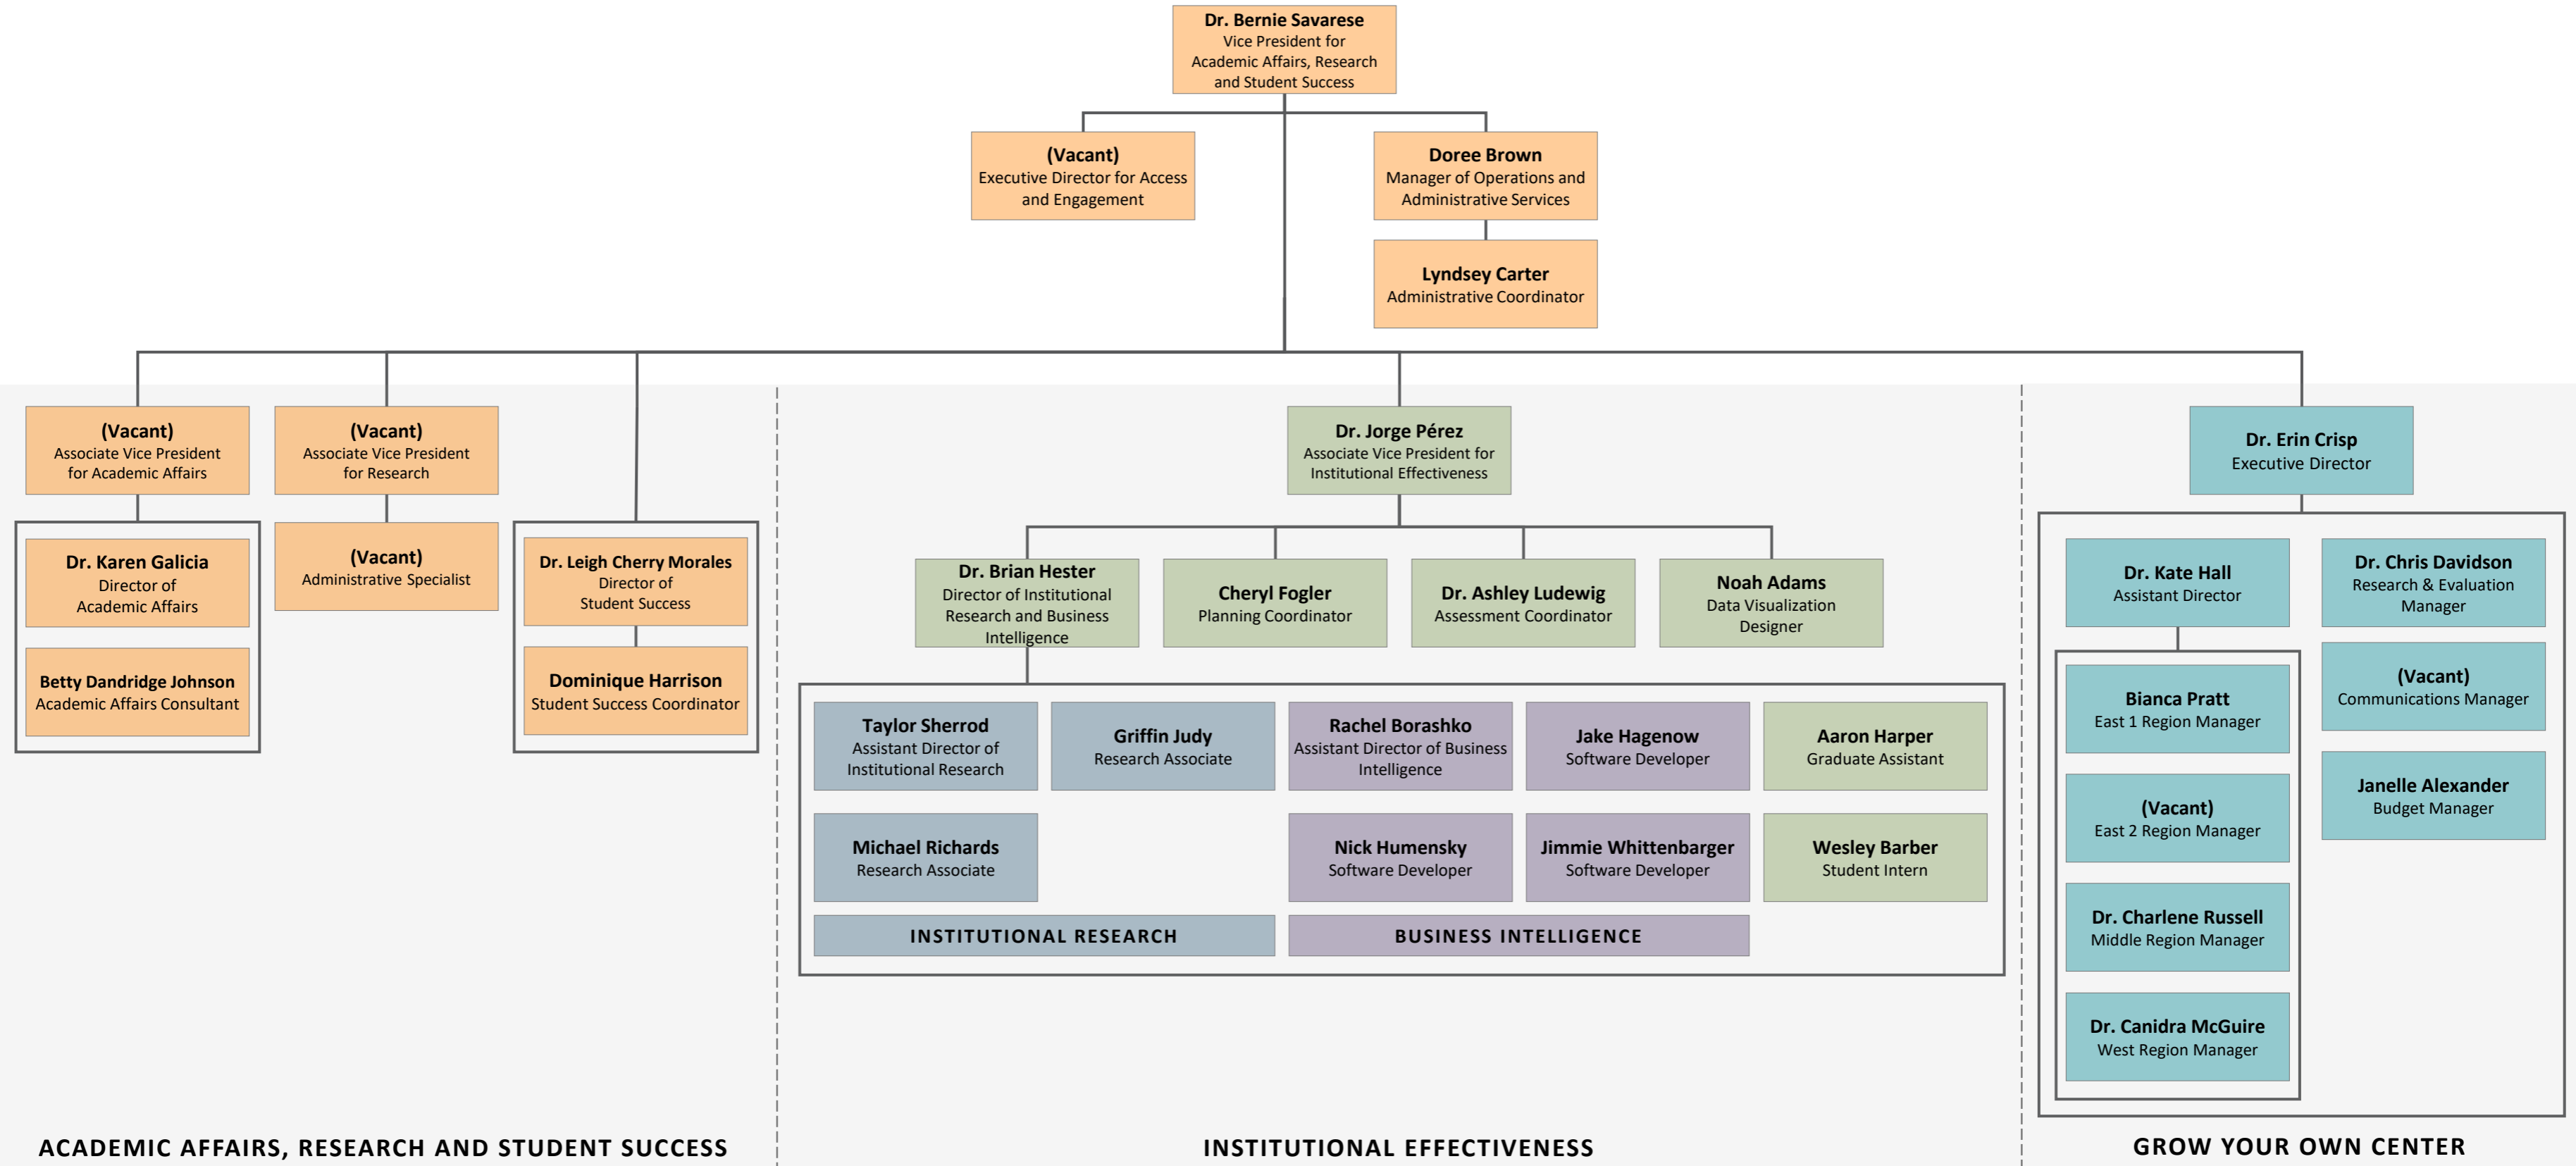 Dr. Bernie Savarese
Vice President for
Academic Affairs, Research
and Student Success
(Vacant)
Executive Director for Access
and Engagement
Doree Brown
Manager of Operations and
Administrative Services
Lyndsey Carter
Administrative Coordinator
(Vacant)
Associate Vice President
for Academic Affairs
Dr. Karen Galicia
Director of
Academic Affairs
Betty Dandridge Johnson
Academic Affairs Consultant
(Vacant)
Associate Vice President
for Research
(Vacant)
Administrative Specialist
Dr. Leigh Cherry Morales
Director of
Student Success
Dominique Harrison
Student Success Coordinator
ACADEMIC AFFAIRS, RESEARCH AND STUDENT SUCCESS
Dr. Jorge Pérez
Associate Vice President for
Institutional Effectiveness
Dr. Brian Hester
Director of Institutional
Research and Business
Intelligence
Cheryl Fogler
Planning Coordinator
Dr. Ashley Ludewig
Assessment Coordinator
Noah Adams
Data Visualization
Designer
Taylor Sherrod
Assistant Director of
Institutional Research
Griffin Judy
Research Associate
Rachel Borashko
Assistant Director of Business
Intelligence
Jake Hagenow
Software Developer
Aaron Harper
Graduate Assistant
Michael Richards
Research Associate
Nick Humensky
Software Developer
Jimmie Whittenbarger
Software Developer
Wesley Barber
Student Intern
INSTITUTIONAL RESEARCH
BUSINESS INTELLIGENCE
INSTITUTIONAL EFFECTIVENESS
Dr. Erin Crisp
Executive Director
Dr. Kate Hall
Assistant Director
Bianca Pratt
East 1 Region Manager
(Vacant)
East 2 Region Manager
Dr. Charlene Russell
Middle Region Manager
Dr. Canidra McGuire
West Region Manager
Dr. Chris Davidson
Research & Evaluation
Manager
(Vacant)
Communications Manager
Janelle Alexander
Budget Manager
GROW YOUR OWN CENTER